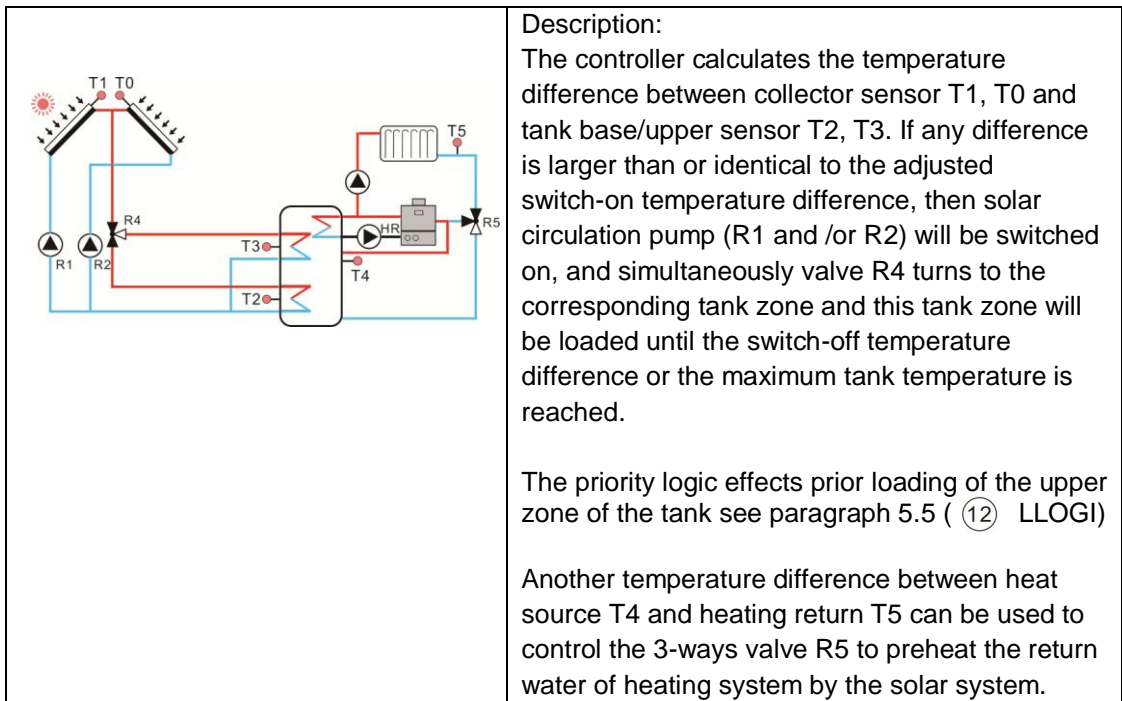 T1 T0
T5
R4
HR
R5
T3
R1
R2
T4
T2
Description:
The controller calculates the temperature
difference between collector sensor T1, T0 and
tank base/upper sensor T2, T3. If any difference
is larger than or identical to the adjusted
switch-on temperature difference, then solar
circulation pump (R1 and /or R2) will be switched
on, and simultaneously valve R4 turns to the
corresponding tank zone and this tank zone will
be loaded until the switch-off temperature
difference or the maximum tank temperature is
reached.
The priority logic effects prior loading of the upper
zone of the tank see paragraph 5.5 ( ⑫ LLOGI)
Another temperature difference between heat
source T4 and heating return T5 can be used to
control the 3-ways valve R5 to preheat the return
water of heating system by the solar system.